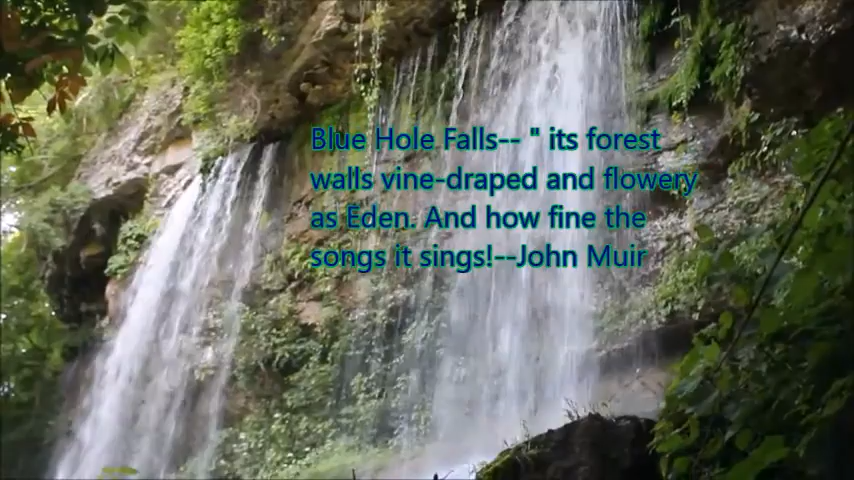 Blue Hole Falls-- " its forest
walls vine-draped and flowery
as Eden. And how fine the
songs it sings!--John Muir